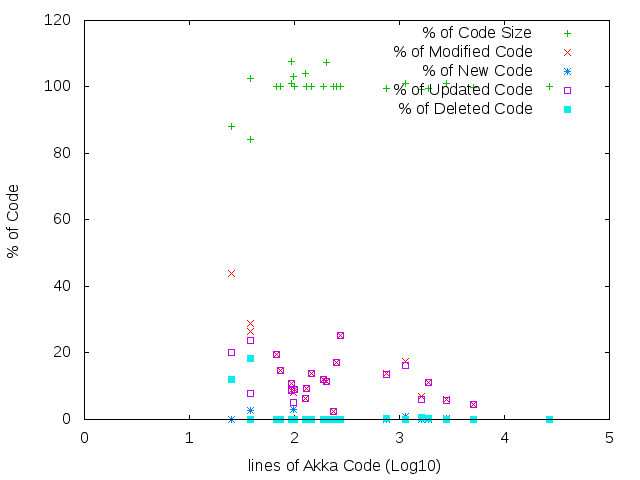 120
100
80
60
40
20
0
% of Code
0 1 2 3 4 5
lines of Akka Code (Log10)
% of Code Size
% of Modified Code
% of New Code
% of Updated Code
% of Deleted Code